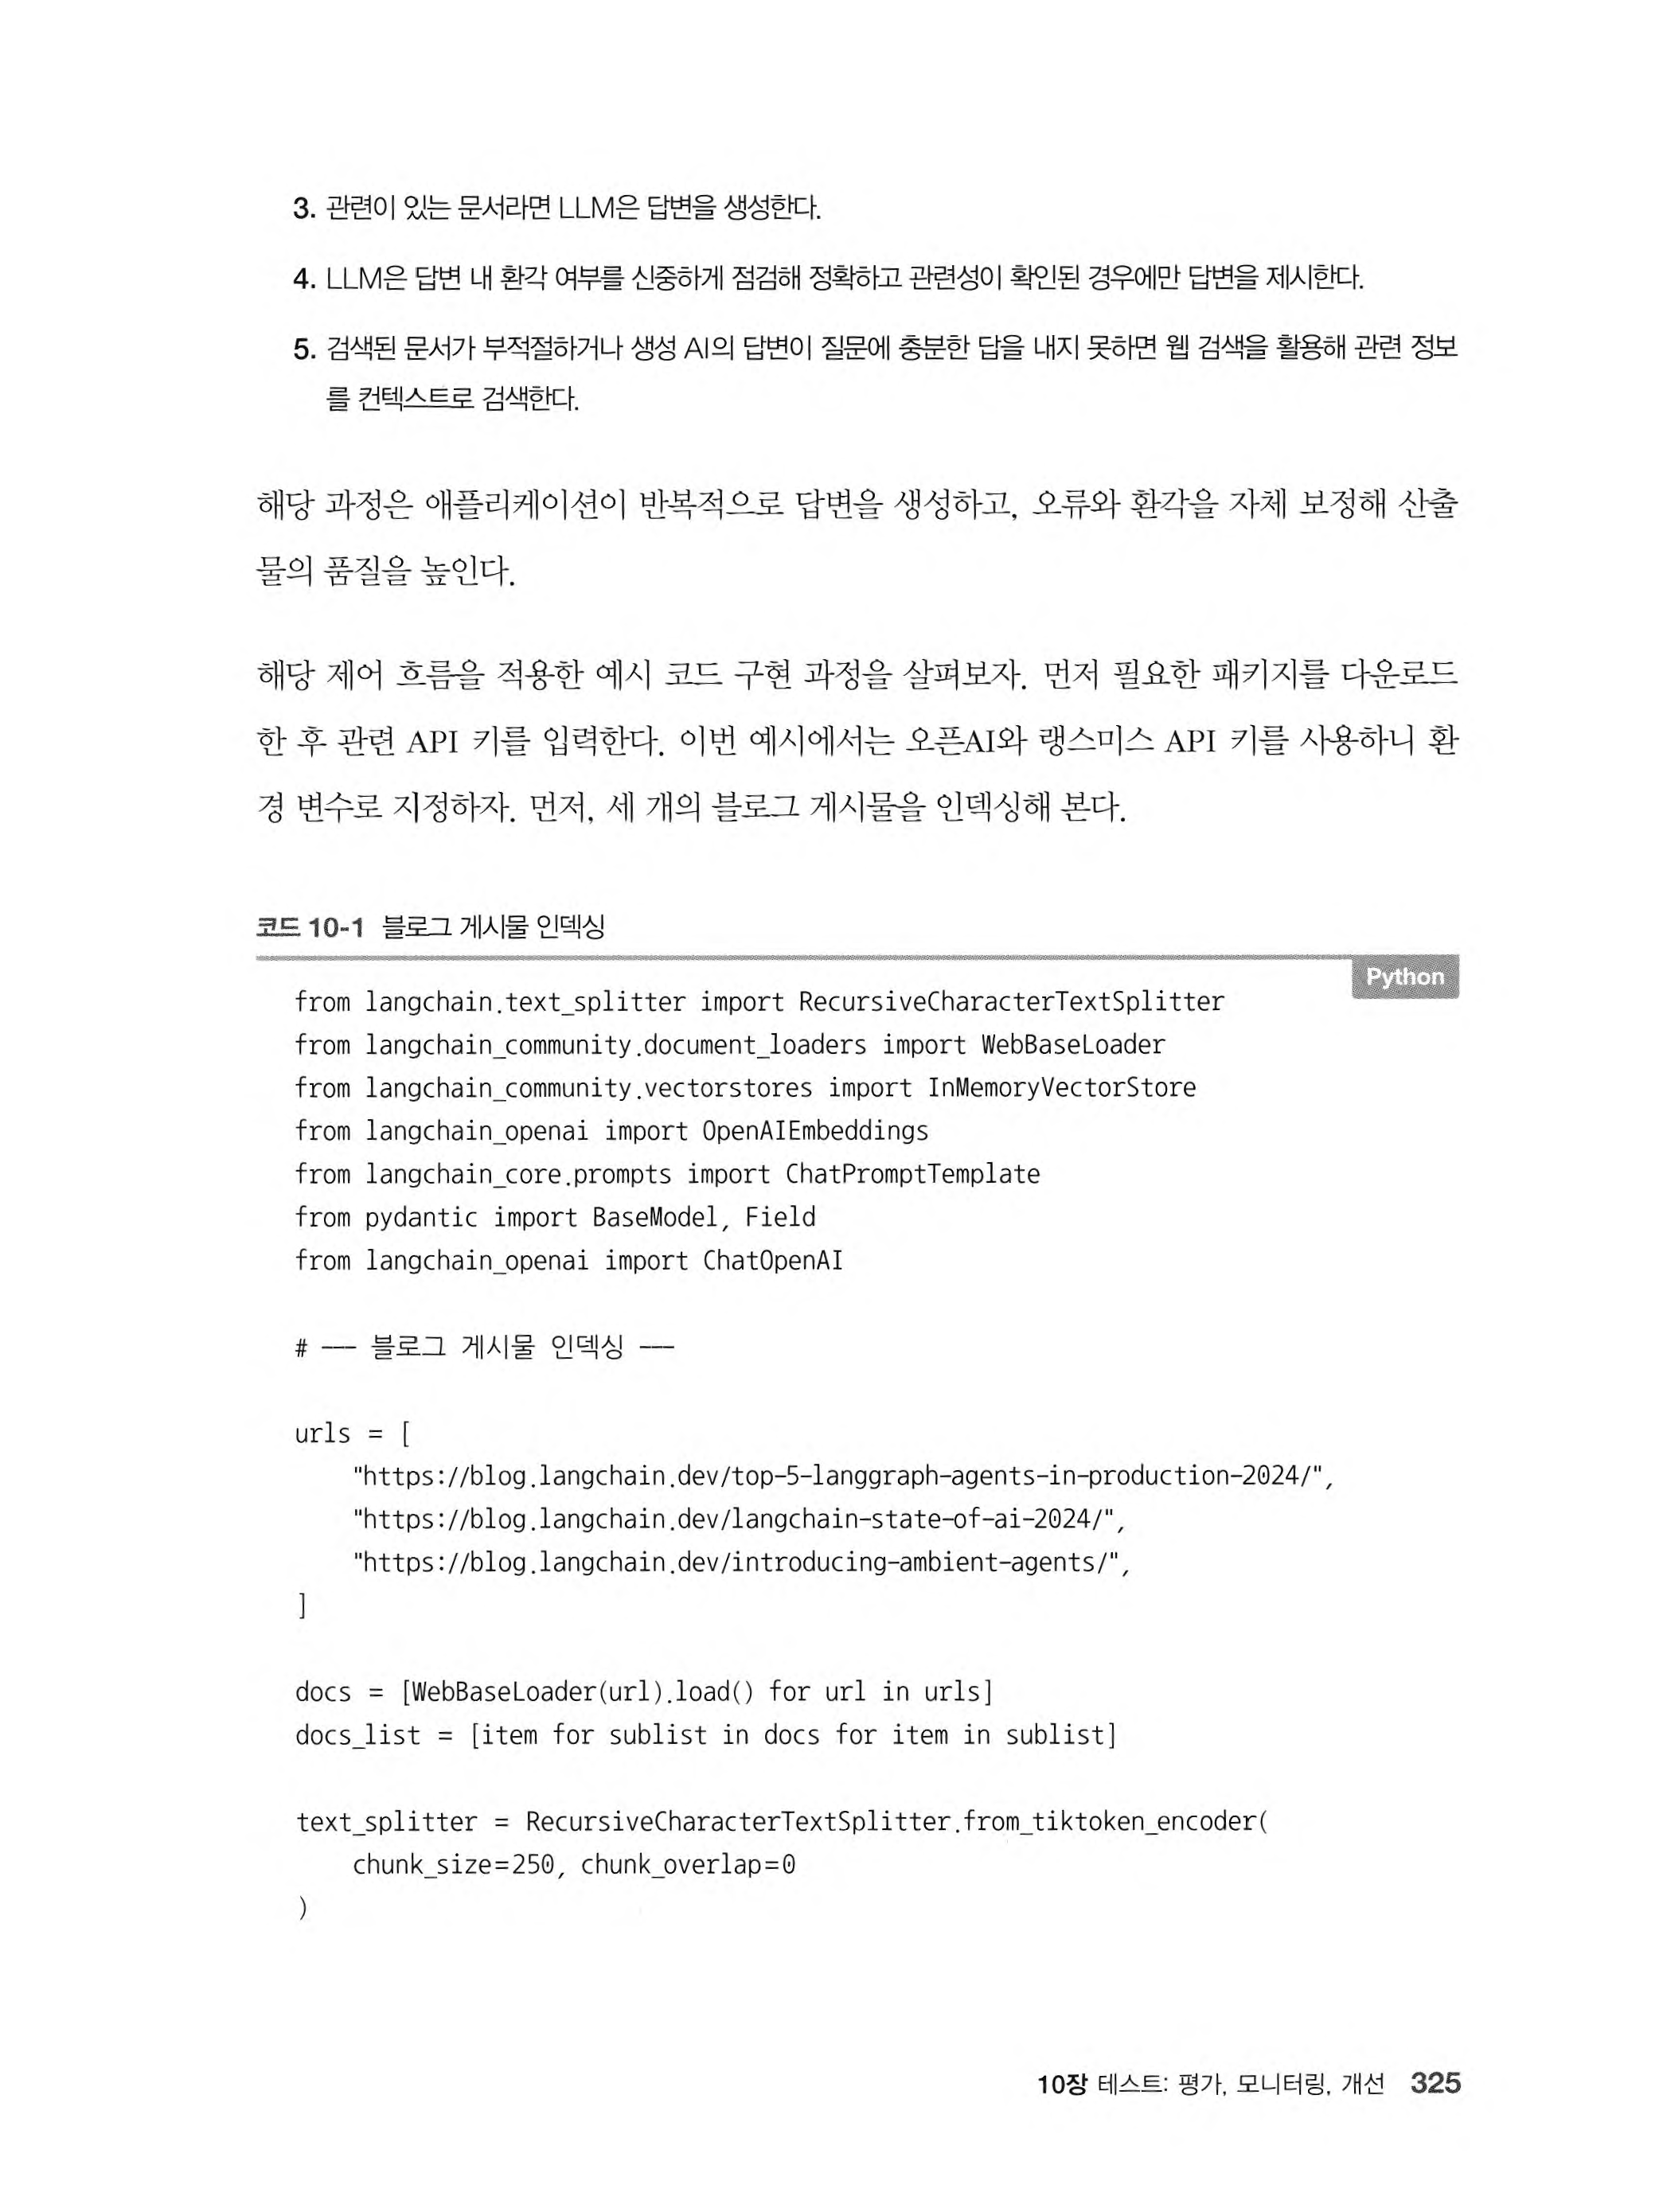 3. 관련이 있는 문서라면 LLM은 답변을 생성한다.
4. LLM은 답변 내 환각 여부를 신중하게 점검해 정확하고 관련성이 확인된 경우에만 답변을 제시한다.
5. 검색된 문서가 부적절하거나 생성 AI의 답변이 질문에 충분한 답을 내지 못하면 웹 검색을 활용해 관련 정보
를 컨텍스트로 검색한다.
해당 과정은 애플리케이션이 반복적으로 답변을 생성하고, 오류와 환각을 자체 보정해 산출
물의 품질을 높인다.
해당 제어 흐름을 적용한 예시 코드 구현 과정을 살펴보자. 먼저 필요한 패키지를 다운로드
한 후 관련 API 키를 입력한다. 이번 예시에서는 오픈AI와 랭스미스 API 키를 사용하니 환
경 변수로 지정하자. 먼저, 세 개의 블로그 게시물을 인덱싱해 본다.
코드 10-1 블로그 게시물 인덱싱
Python
from langchain.text_splitter import RecursiveCharacterTextSplitter
from langchain_community.document_loaders import WebBaseLoader
from langchain_community.vectorstores import InMemoryVectorStore
from langchain_openai import OpenAIEmbeddings
from langchain_core.prompts import ChatPromptTemplate
from pydantic import BaseModel, Field
from langchain_openai import ChatOpenAI
# --- 블로그 게시물 인덱싱 ---
urls = [
    "https://blog.langchain.dev/top-5-langgraph-agents-in-production-2024/",
    "https://blog.langchain.dev/langchain-state-of-ai-2024/",
    "https://blog.langchain.dev/introducing-ambient-agents/",
]
docs = [WebBaseLoader(url).load() for url in urls]
docs_list = [item for sublist in docs for item in sublist]
text_splitter = RecursiveCharacterTextSplitter.from_tiktoken_encoder(
    chunk_size=250, chunk_overlap=0
)
10장 테스트: 평가, 모니터링, 개선 325